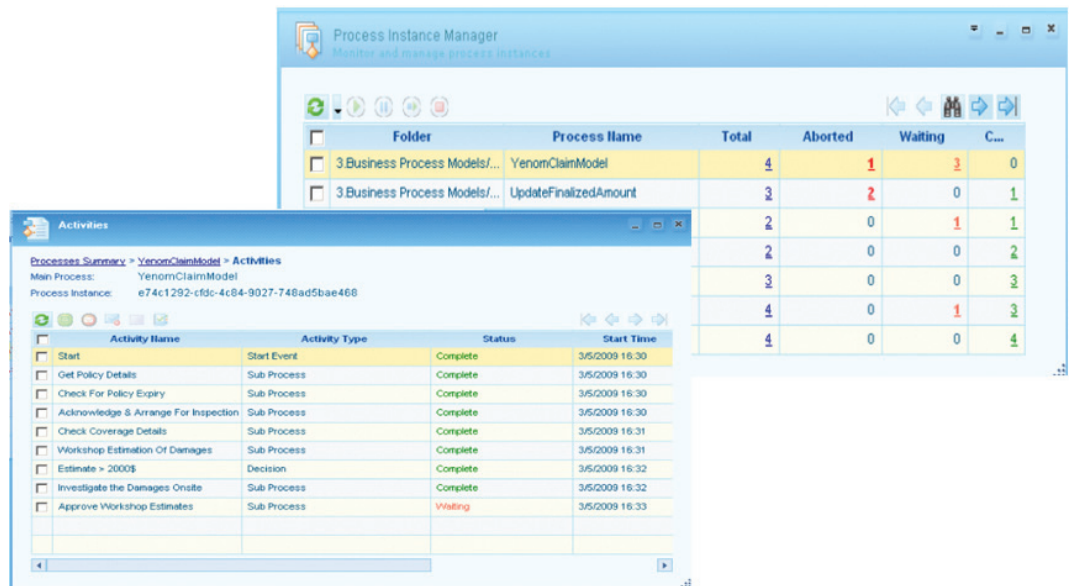 Process Instance Manager
Monitor and manage process instances
Folder Process Name Total Aborted Waiting C...
3.Business Process Models/... YenomClaimModel 4 1 3 0
3.Business Process Models/... UpdateFinalizedAmount 3 2 0 1
2 0 1 1
2 0 0 2
3 0 0 3
4 0 1 3
4 0 0 4
Activities
Processes Summary > YenomClaimModel > Activities
Main Process: YenomClaimModel
Process Instance: e74c1292-cfdc-4c84-9027-748ad5bae468
Activity Name Activity Type Status Start Time
Start Start Event Complete 3/5/2009 16:30
Get Policy Details Sub Process Complete 3/5/2009 16:30
Check For Policy Expiry Sub Process Complete 3/5/2009 16:30
Acknowledge & Arrange For Inspection Sub Process Complete 3/5/2009 16:30
Check Coverage Details Sub Process Complete 3/5/2009 16:31
Workshop Estimation Of Damages Sub Process Complete 3/5/2009 16:31
Estimate > 2000$ Decision Complete 3/5/2009 16:32
Investigate the Damages Onsite Sub Process Complete 3/5/2009 16:32
Approve Workshop Estimates Sub Process Waiting 3/5/2009 16:33